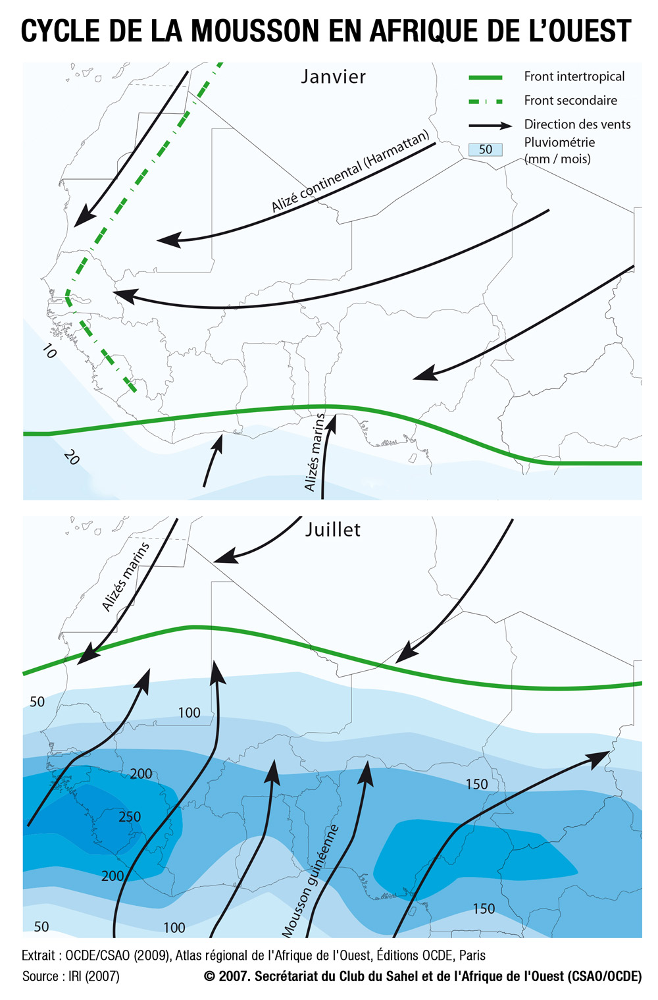 CYCLE DE LA MOUSSON EN AFRIQUE DE L'OUEST
Janvier
Front intertropical
Front secondaire
Direction des vents
50
Pluviométrie
(mm / mois)
Alizé continental (Harmattan)
10
20
Alizés marins
Juillet
Alizés marins
50
100
200
150
250
Mousson guinéenne
200
150
50
100
Extrait : OCDE/CSAO (2009), Atlas régional de l'Afrique de l'Ouest, Éditions OCDE, Paris
Source : IRI (2007)
© 2007. Secrétariat du Club du Sahel et de l'Afrique de l'Ouest (CSAO/OCDE)